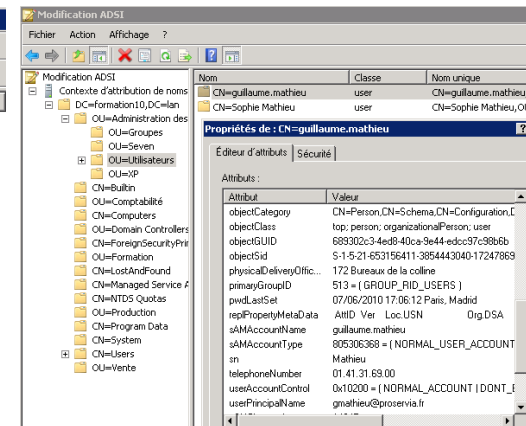 Modification ADSI
Fichier Action Affichage ?
Modification ADSI
Contexte d'attribution de noms
DC=formation10,DC=lan
OU=Administration des
OU=Groupes
OU=Seven
OU=Utilisateurs
OU=XP
CN=Builtin
OU=Comptabilité
CN=Computers
OU=Domain Controllers
CN=ForeignSecurityPrin
OU=Formation
CN=LostAndFound
CN=Managed Service A
CN=NTDS Quotas
OU=Production
CN=Program Data
CN=System
CN=Users
OU=Vente
Nom Classe Nom unique
CN=guillaume.mathieu user CN=guillaume.mathieu
CN=Sophie Mathieu user CN=Sophie Mathieu,O
Propriétés de : CN=guillaume.mathieu ?
Éditeur d'attributs Sécurité
Attributs :
Attribut Valeur
objectCategory CN=Person,CN=Schema,CN=Configuration,D
objectClass top; person; organizationalPerson; user
objectGUID 689302c3-4ed8-40ca-9e44-edcc97c98b6b
objectSid S-1-5-21-653156411-3854443040-17247869
physicalDeliveryOffic... 172 Bureaux de la colline
primaryGroupID 513 = ( GROUP_RID_USERS )
pwdLastSet 07/06/2010 17:06:12 Paris, Madrid
replPropertyMetaData AttID Ver Loc.USN Org.DSA
sAMAccountName guillaume.mathieu
sAMAccountType 805306368 = ( NORMAL_USER_ACCOUNT
sn Mathieu
telephoneNumber 01.41.31.69.00
userAccountControl 0x10200 = ( NORMAL_ACCOUNT | DONT_E
userPrincipalName gmathieu@proservia.fr